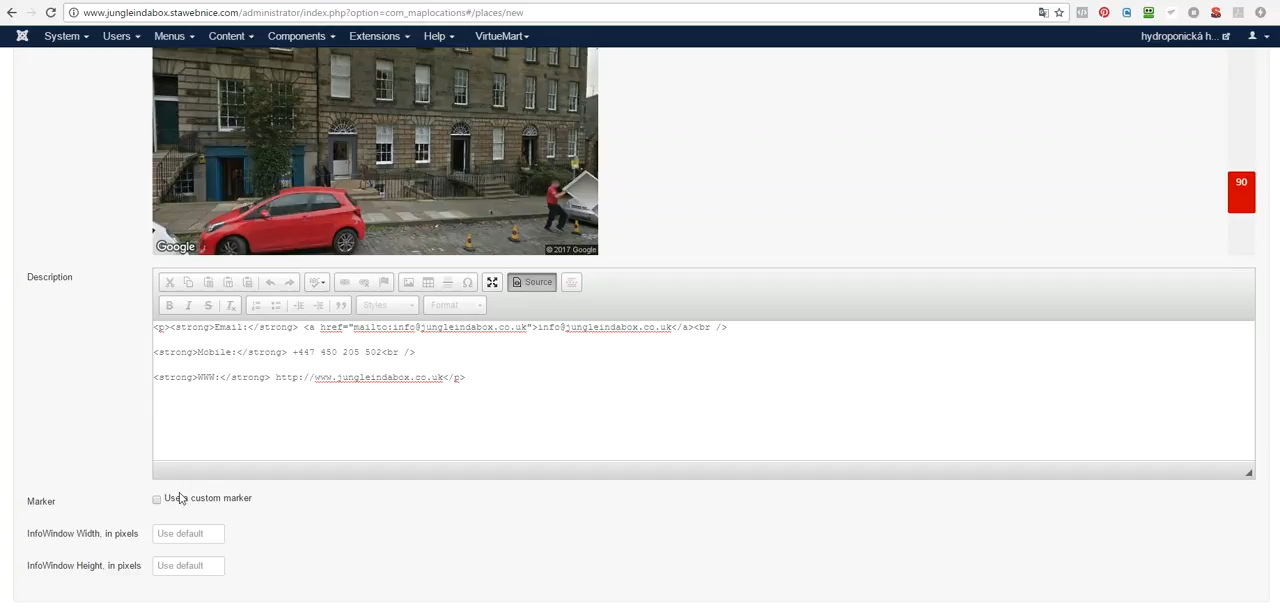 www.jungleindabox.stawebnice.com/administrator/index.php?option=com_maplocations#/places/new
System Users Menus Content Components Extensions Help VirtueMart hydroponická h...
90
Google © 2017 Google
Description
Source
Styles Format
<p><strong>Email:</strong> <a href="mailto:info@jungleindabox.co.uk">info@jungleindabox.co.uk</a><br />
<strong>Mobile:</strong> +447 450 205 502<br />
<strong>WWW:</strong> http://www.jungleindabox.co.uk</p>
Marker Use a custom marker
InfoWindow Width, in pixels Use default
InfoWindow Height, in pixels Use default